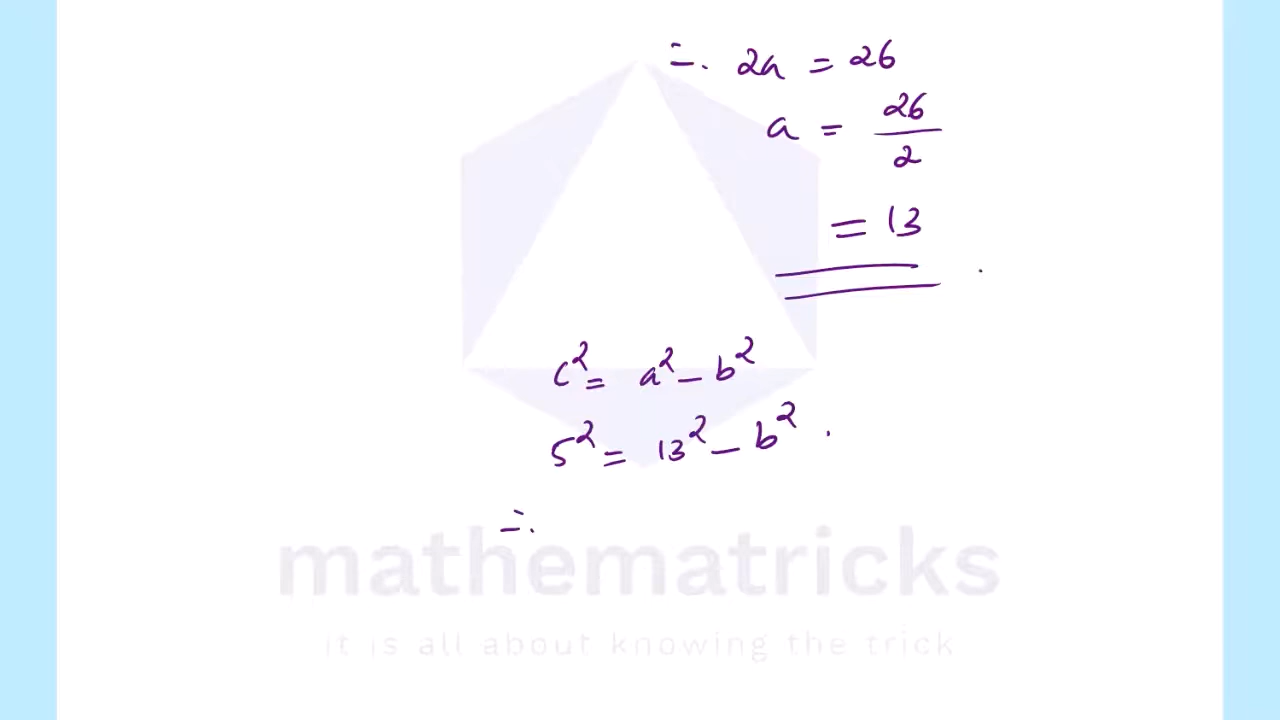 ∴ 2a = 26
a = 26/2
= 13
c² = a² − b²
5² = 13² − b².
∴
mathematricks
it is all about knowing the trick